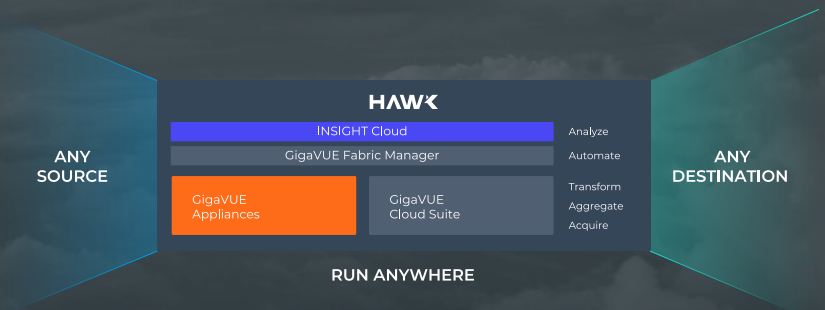 HAWK
INSIGHT Cloud
Analyze
GigaVUE Fabric Manager
Automate
ANY
SOURCE
ANY
DESTINATION
GigaVUE
Appliances
GigaVUE
Cloud Suite
Transform
Aggregate
Acquire
RUN ANYWHERE